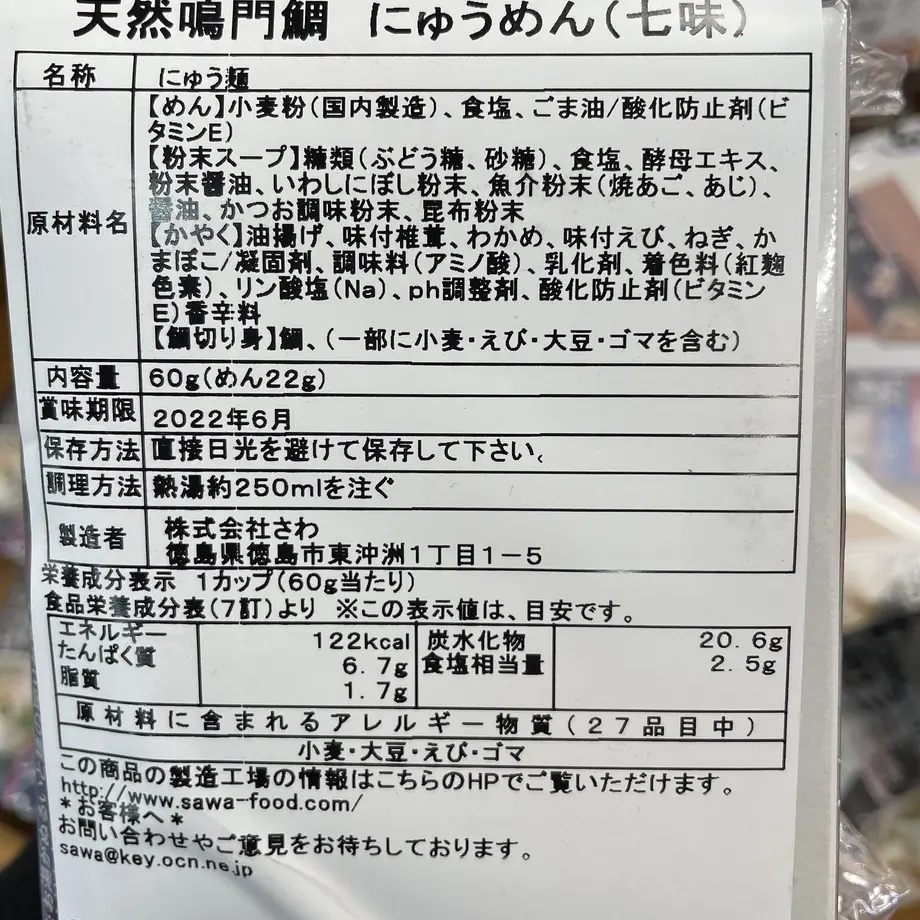 天然鳴門鯛 にゅうめん(七味)
名称 にゅう麺
原材料名
【めん】小麦粉(国内製造)、食塩、ごま油/酸化防止剤(ビ
タミンE)
【粉末スープ】糖類(ぶどう糖、砂糖)、食塩、酵母エキス、
粉末醤油、いわしにぼし粉末、魚介粉末(焼あご、あじ)、
醤油、かつお調味粉末、昆布粉末
【かやく】油揚げ、味付椎茸、わかめ、味付えび、ねぎ、か
まぼこ/凝固剤、調味料(アミノ酸)、乳化剤、着色料(紅麹
色素)、リン酸塩(Na)、ph調整剤、酸化防止剤(ビタミン
E)香辛料
【鯛切り身】鯛、(一部に小麦・えび・大豆・ゴマを含む)
内容量 60g(めん22g)
賞味期限 2022年6月
保存方法 直接日光を避けて保存して下さい。
調理方法 熱湯約250mlを注ぐ
製造者
株式会社さわ
徳島県徳島市東沖洲1丁目1-5
栄養成分表示 1カップ(60g当たり)
食品栄養成分表(7訂)より ※この表示値は、目安です。
エネルギー 122kcal 炭水化物 20.6g
たんぱく質 6.7g 食塩相当量 2.5g
脂質 1.7g
原材料に含まれるアレルギー物質(27品目中)
小麦・大豆・えび・ゴマ
この商品の製造工場の情報はこちらのHPでご覧いただけます。
http://www.sawa-food.com/
*お客様へ*
お問い合わせやご意見をお待ちしております。
sawa@key.ocn.ne.jp